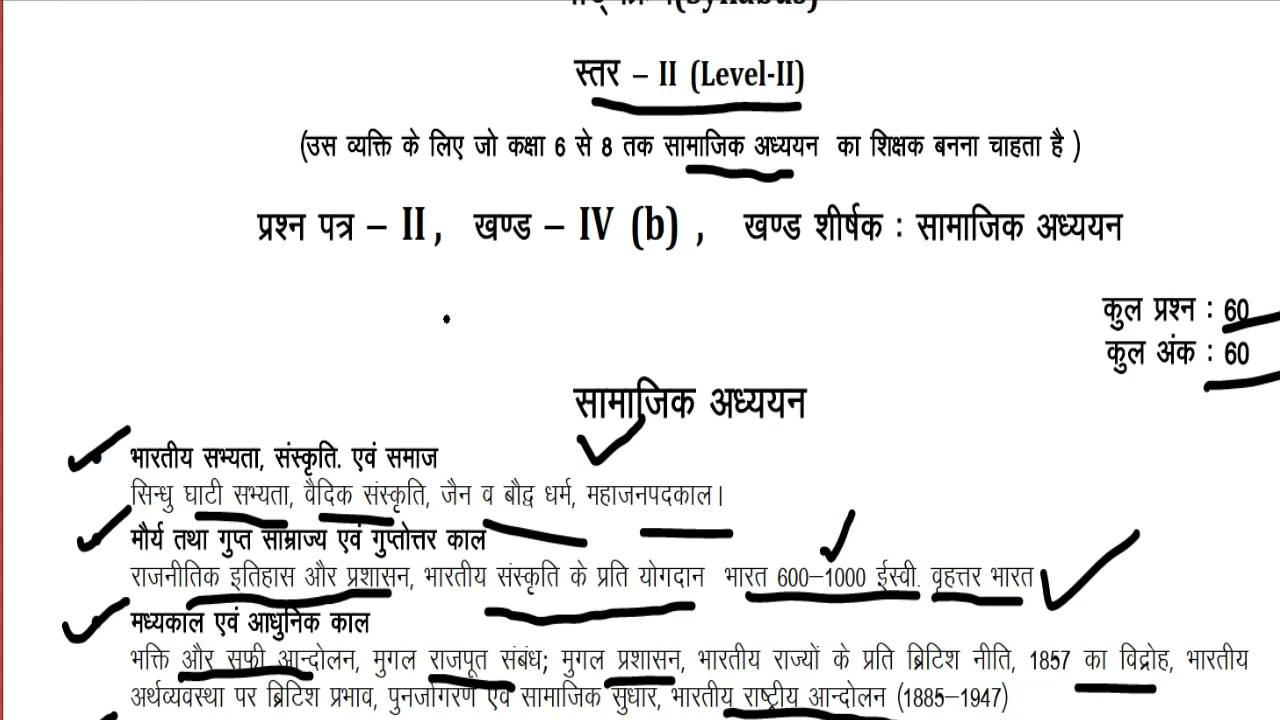 (Syllabus)
स्तर – II (Level-II)
(उस व्यक्ति के लिए जो कक्षा 6 से 8 तक सामाजिक अध्ययन का शिक्षक बनना चाहता है )
प्रश्न पत्र – II , खण्ड – IV (b) , खण्ड शीर्षक : सामाजिक अध्ययन
कुल प्रश्न : 60
कुल अंक : 60
सामाजिक अध्ययन
भारतीय सभ्यता, संस्कृति. एवं समाज
सिन्धु घाटी सभ्यता, वैदिक संस्कृति, जैन व बौद्व धर्म, महाजनपदकाल।
मौर्य तथा गुप्त साम्राज्य एवं गुप्तोत्तर काल
राजनीतिक इतिहास और प्रशासन, भारतीय संस्कृति के प्रति योगदान भारत 600–1000 ईस्वी. वृहत्तर भारत
मध्यकाल एवं आधुनिक काल
भक्ति और सूफी आन्दोलन, मुगल राजपूत संबंध; मुगल प्रशासन, भारतीय राज्यों के प्रति ब्रिटिश नीति, 1857 का विद्रोह, भारतीय
अर्थव्यवस्था पर ब्रिटिश प्रभाव, पुनर्जागरण एवं सामाजिक सुधार, भारतीय राष्ट्रीय आन्दोलन (1885–1947)